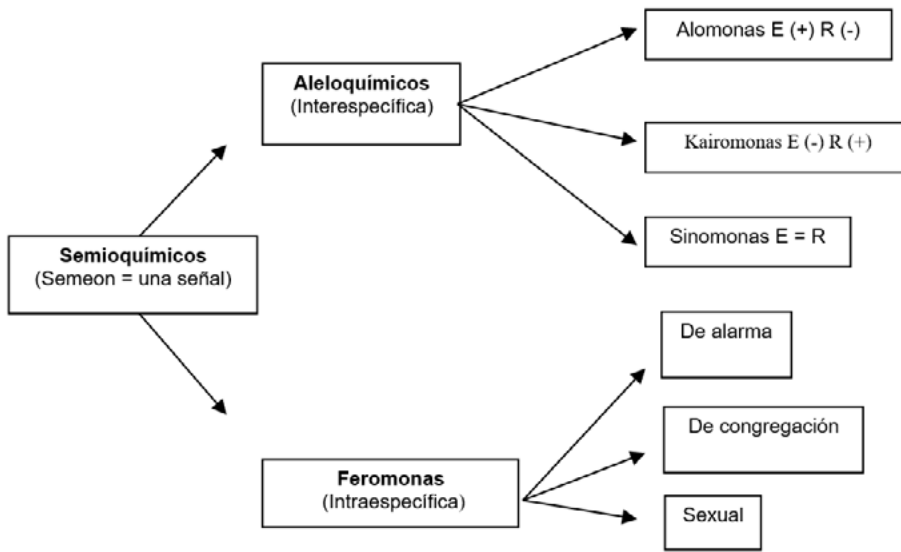 Alomonas E (+) R (-)
Aleloquímicos
(Interespecífica)
Kairomonas E (-) R (+)
Sinomonas E = R
Semioquímicos
(Semeon = una señal)
De alarma
De congregación
Feromonas
(Intraespecífica)
Sexual